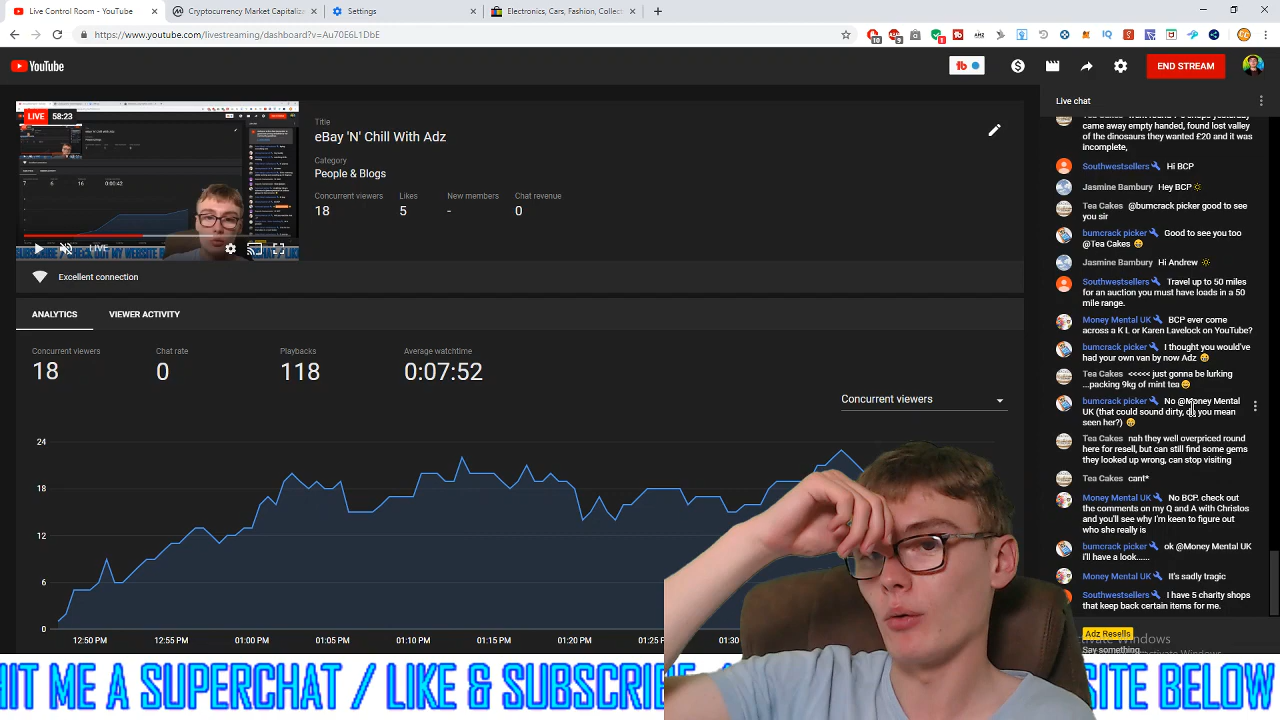 Live Control Room - YouTube
Cryptocurrency Market Capitaliz
Settings
Electronics, Cars, Fashion, Collect
https://www.youtube.com/livestreaming/dashboard?v=Au70E6L1DbE
YouTube
END STREAM
Live chat
LIVE 58:23
LIVE
Title
eBay 'N' Chill With Adz
Category
People & Blogs
Concurrent viewers
Likes
New members
Chat revenue
18
5
-
0
Excellent connection
ANALYTICS
VIEWER ACTIVITY
Concurrent viewers
Chat rate
Playbacks
Average watchtime
18
0
118
0:07:52
Concurrent viewers
24
18
12
6
0
12:50 PM
12:55 PM
01:00 PM
01:05 PM
01:10 PM
01:15 PM
01:20 PM
came away empty handed, found lost valley
of the dinosaurs they wanted £20 and it was
incomplete,
Southwestsellers Hi BCP
Jasmine Bambury Hey BCP
Tea Cakes @bumcrack picker good to see
you sir
bumcrack picker Good to see you too
@Tea Cakes
Jasmine Bambury Hi Andrew
Southwestsellers Travel up to 50 miles
for an auction you must have loads in a 50
mile range.
Money Mental UK BCP ever come
across a K L or Karen Lavelock on YouTube?
bumcrack picker I thought you would've
had your own van by now Adz
Tea Cakes <<<<< just gonna be lurking
...packing 9kg of mint tea
bumcrack picker No @Money Mental
UK (that could sound dirty, do you mean
seen her?)
Tea Cakes nah they well overpriced round
here for resell, but can still find some gems
they looked up wrong, can stop visiting
Tea Cakes cant*
Money Mental UK No BCP. check out
the comments on my Q and A with Christos
and you'll see why I'm keen to figure out
who she really is
bumcrack picker ok @Money Mental UK
i'll have a look......
Money Mental UK It's sadly tragic
Southwestsellers I have 5 charity shops
that keep back certain items for me.
Adz Resells
Say something
Activate Windows
HIT ME A SUPERCHAT / LIKE & SUBSCRIBE
SITE BELOW